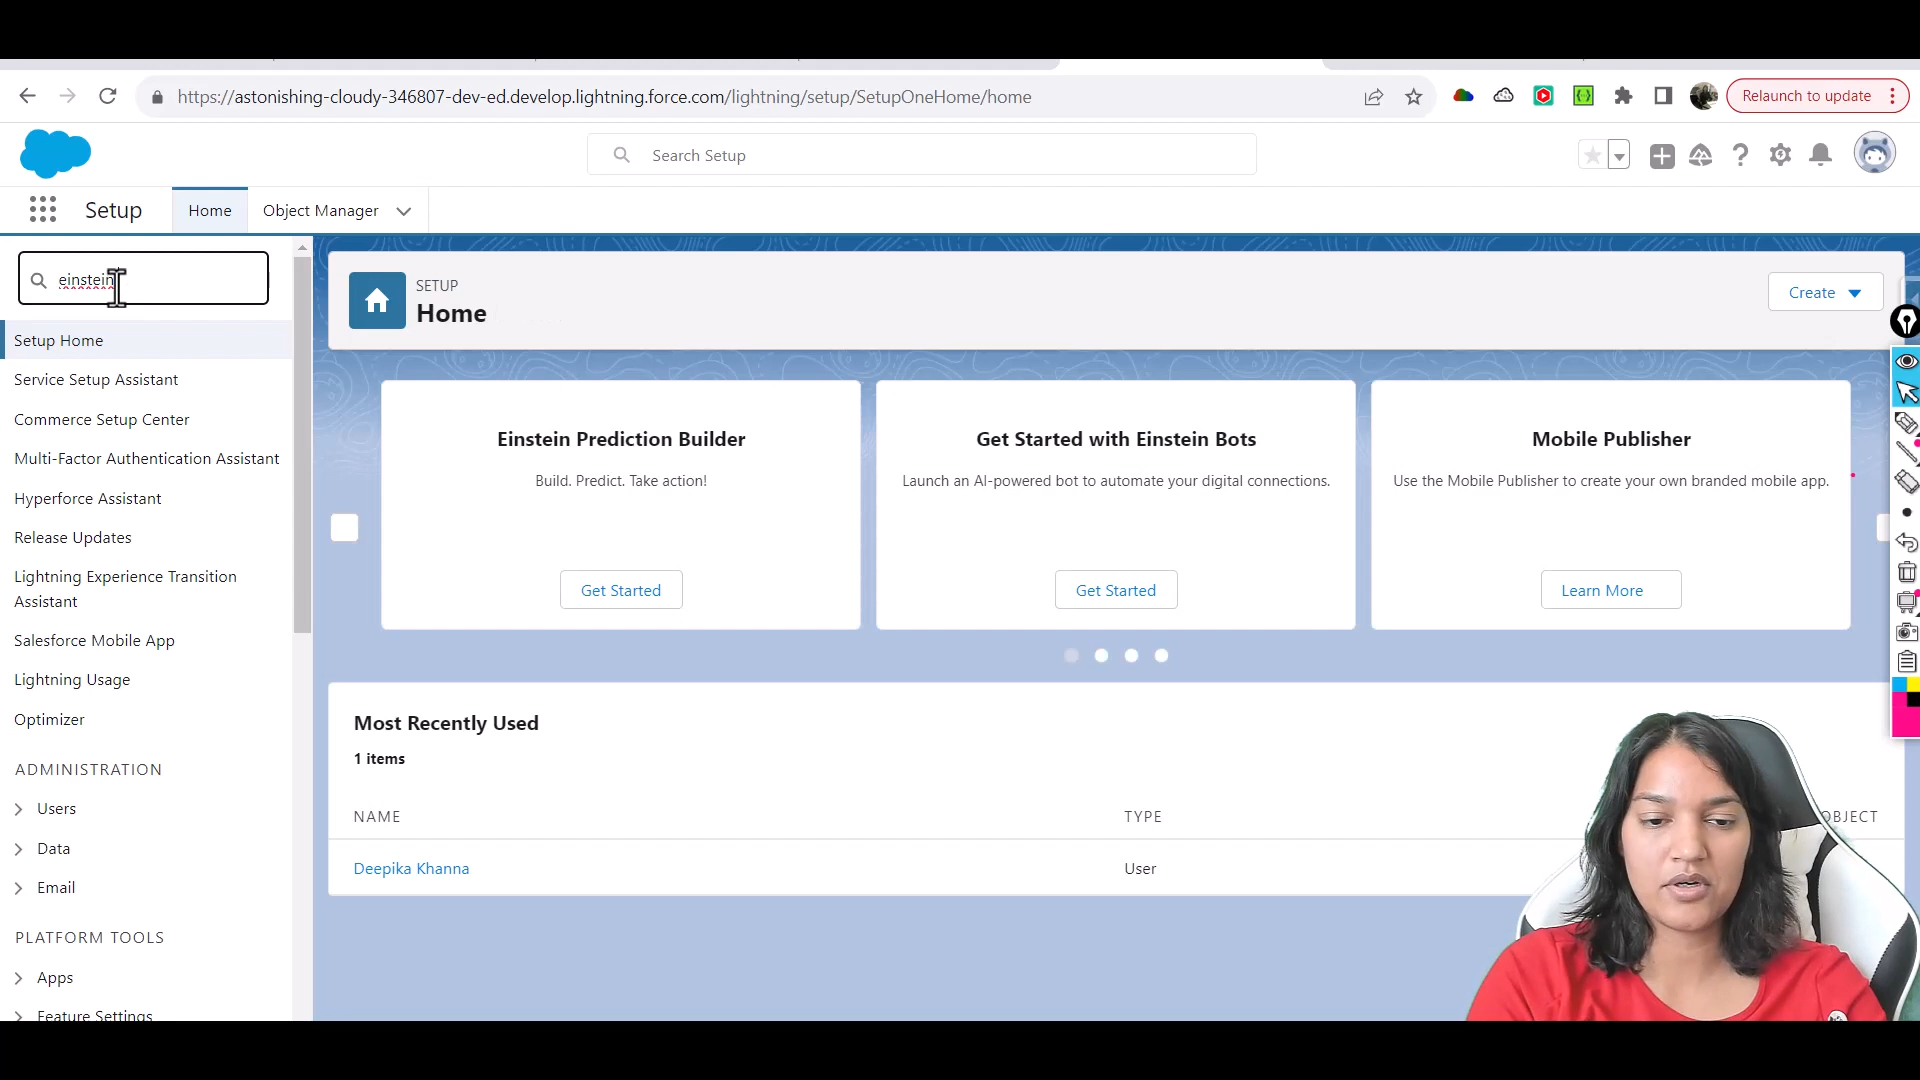 https://astonishing-cloudy-346807-dev-ed.develop.lightning.force.com/lightning/setup/SetupOneHome/home
Relaunch to update
Search Setup
Setup
Home
Object Manager
einstein
Setup Home
Service Setup Assistant
Commerce Setup Center
Multi-Factor Authentication Assistant
Hyperforce Assistant
Release Updates
Lightning Experience Transition
Assistant
Salesforce Mobile App
Lightning Usage
Optimizer
ADMINISTRATION
Users
Data
Email
PLATFORM TOOLS
Apps
Feature Settings
SETUP
Home
Create
Einstein Prediction Builder
Build. Predict. Take action!
Get Started
Get Started with Einstein Bots
Launch an AI-powered bot to automate your digital connections.
Get Started
Mobile Publisher
Use the Mobile Publisher to create your own branded mobile app.
Learn More
Most Recently Used
1 items
NAME
TYPE
OBJECT
Deepika Khanna
User